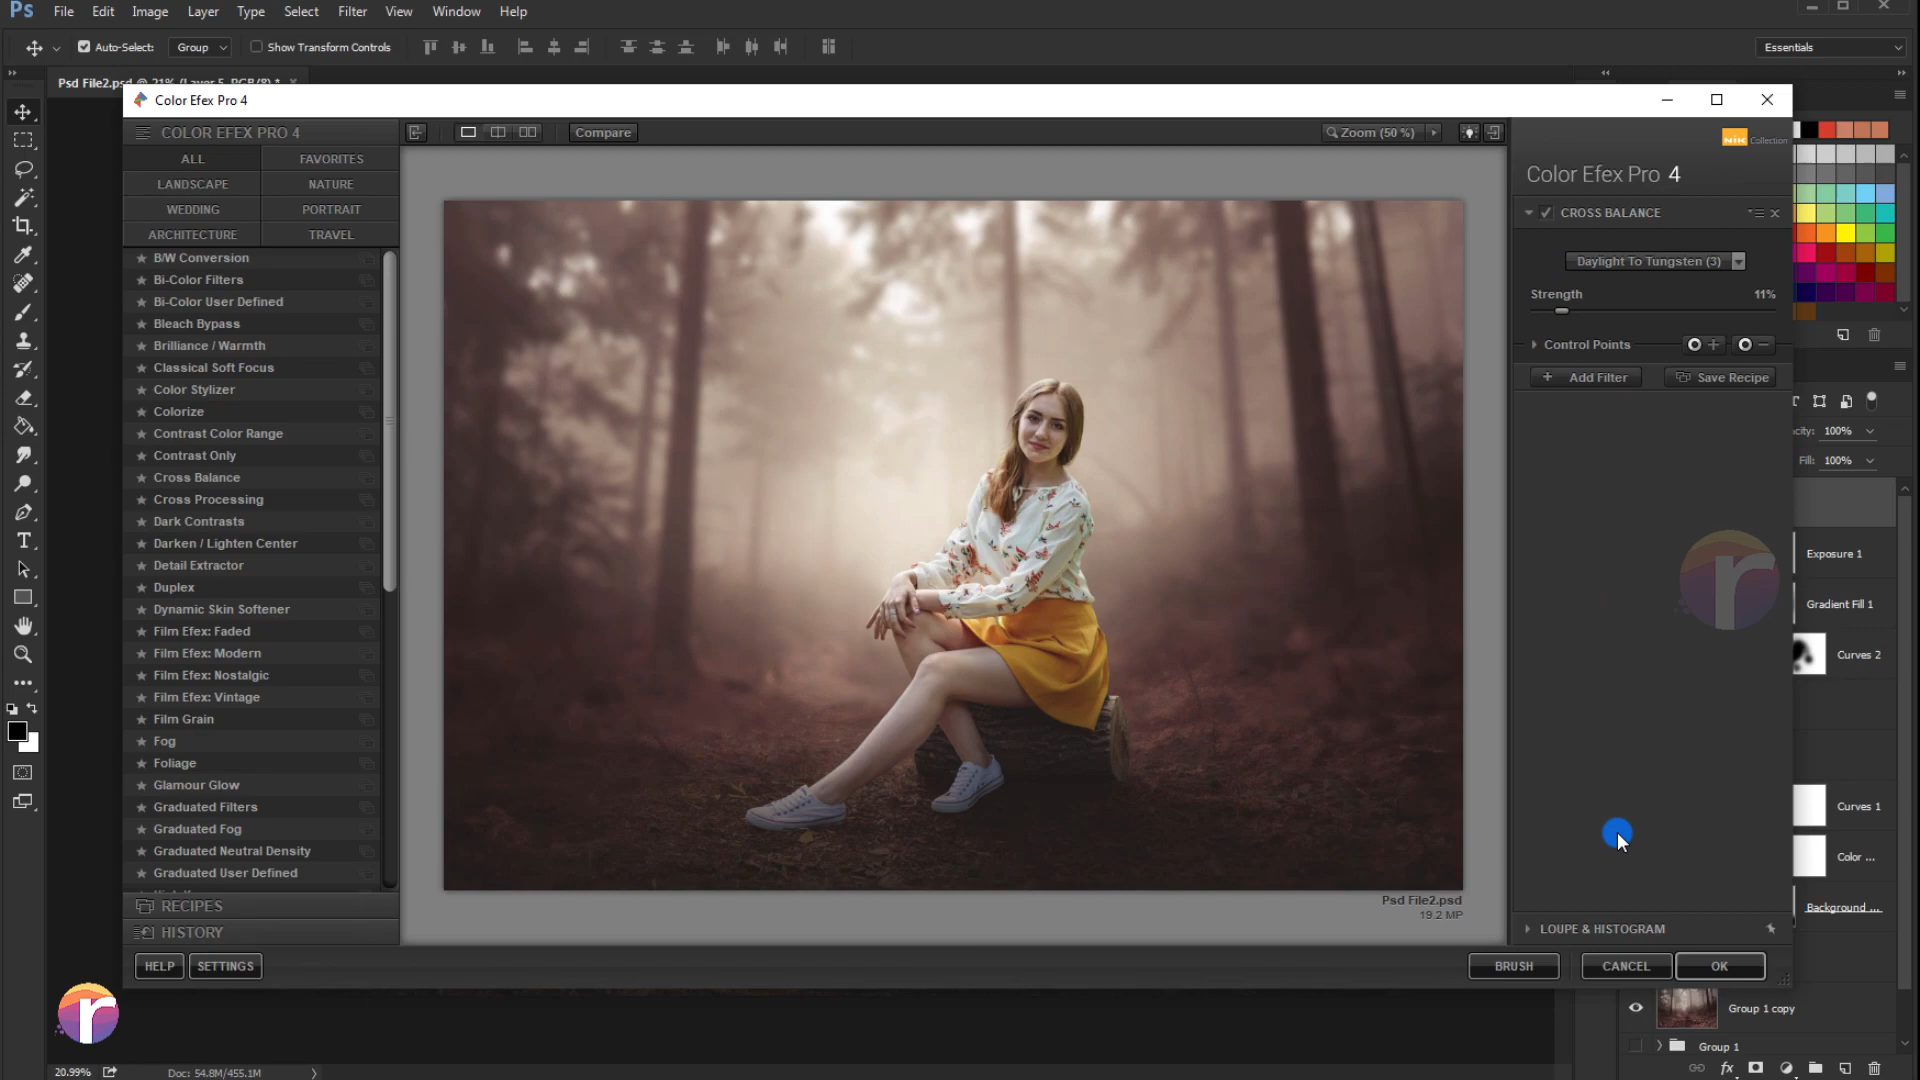 Ps File Edit Image Layer Type Select Filter View Window Help
Auto-Select: Group Show Transform Controls Essentials
Psd File2.psd @ 21% (Layer 5, RGB/8) *
Color Efex Pro 4
COLOR EFEX PRO 4 Compare Zoom (50 %)
Nik Collection
ALL FAVORITES
LANDSCAPE NATURE
WEDDING PORTRAIT
ARCHITECTURE TRAVEL
B/W Conversion
Bi-Color Filters
Bi-Color User Defined
Bleach Bypass
Brilliance / Warmth
Classical Soft Focus
Color Stylizer
Colorize
Contrast Color Range
Contrast Only
Cross Balance
Cross Processing
Dark Contrasts
Darken / Lighten Center
Detail Extractor
Duplex
Dynamic Skin Softener
Film Efex: Faded
Film Efex: Modern
Film Efex: Nostalgic
Film Efex: Vintage
Film Grain
Fog
Foliage
Glamour Glow
Graduated Filters
Graduated Fog
Graduated Neutral Density
Graduated User Defined
RECIPES
HISTORY
HELP SETTINGS
Psd File2.psd
19.2 MP
Color Efex Pro 4
CROSS BALANCE
Daylight To Tungsten (3)
Strength 11%
Control Points
Add Filter Save Recipe
LOUPE & HISTOGRAM
BRUSH CANCEL OK
100%
Fill: 100%
Exposure 1
Gradient Fill 1
Curves 2
Curves 1
Color ...
Background ...
Group 1 copy
Group 1
r
r
20.99% Doc: 54.8M/455.1M